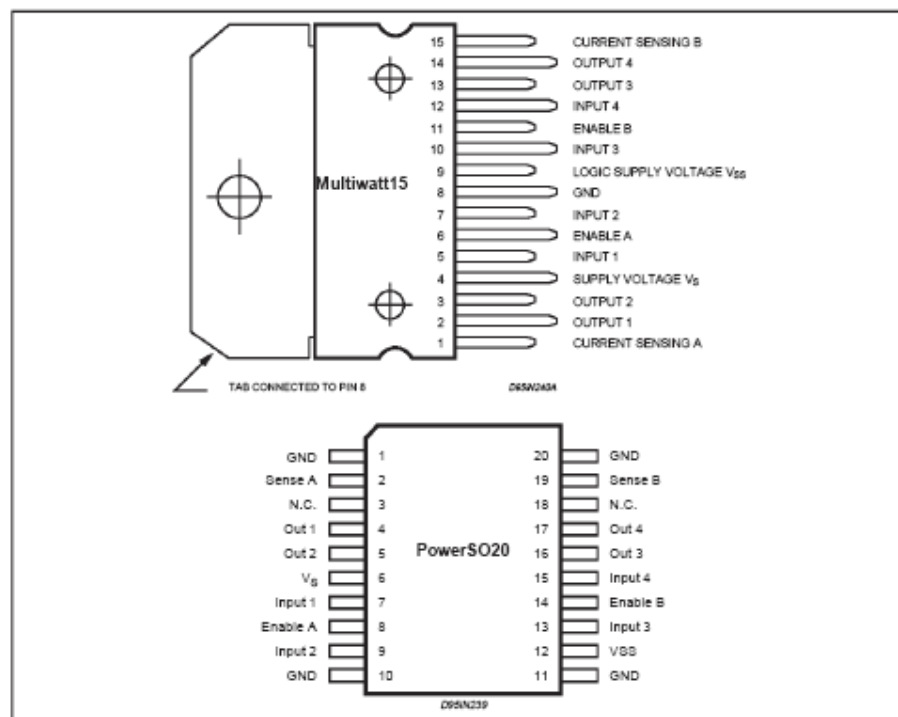 15 CURRENT SENSING B
14 OUTPUT 4
13 OUTPUT 3
12 INPUT 4
11 ENABLE B
10 INPUT 3
9 LOGIC SUPPLY VOLTAGE VSS
Multiwatt15
8 GND
7 INPUT 2
6 ENABLE A
5 INPUT 1
4 SUPPLY VOLTAGE VS
3 OUTPUT 2
2 OUTPUT 1
1 CURRENT SENSING A
TAB CONNECTED TO PIN 8
D95IN240A
GND 1 20 GND
Sense A 2 19 Sense B
N.C. 3 18 N.C.
Out 1 4 17 Out 4
Out 2 5 PowerSO20 16 Out 3
VS 6 15 Input 4
Input 1 7 14 Enable B
Enable A 8 13 Input 3
Input 2 9 12 VSS
GND 10 11 GND
D95IN239